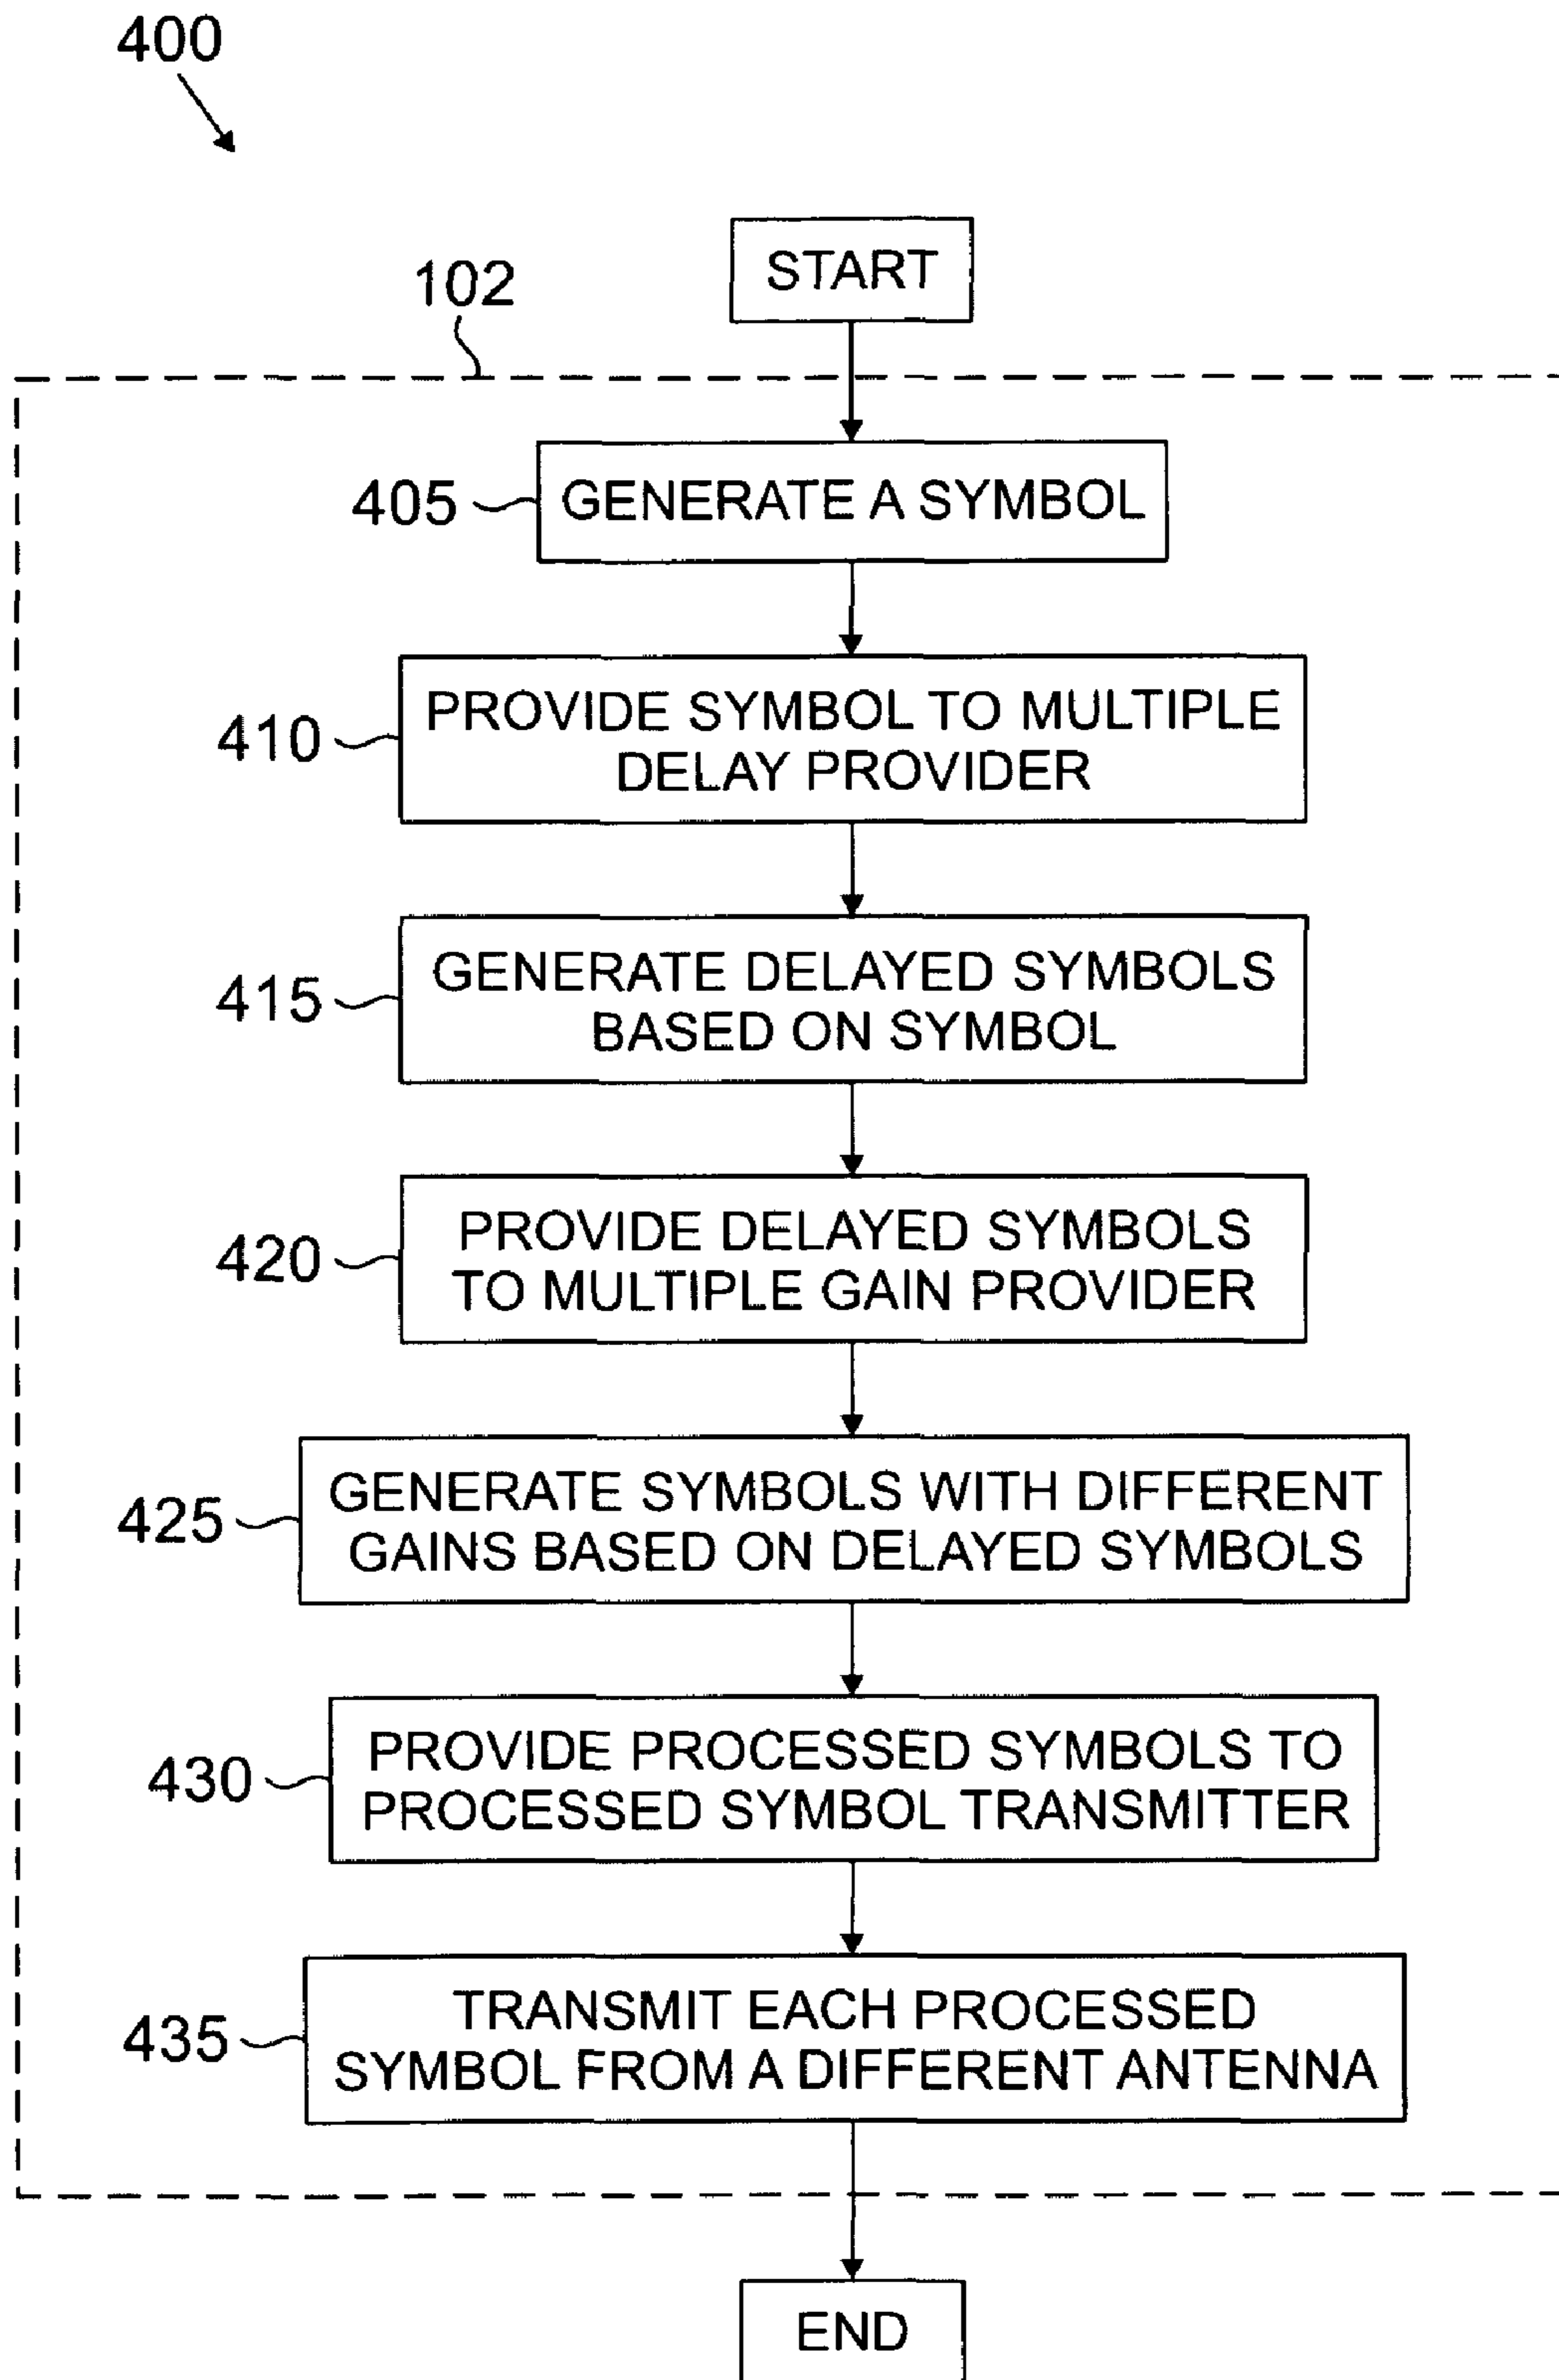 400
START
102
405
GENERATE A SYMBOL
410
PROVIDE SYMBOL TO MULTIPLE
DELAY PROVIDER
415
GENERATE DELAYED SYMBOLS
BASED ON SYMBOL
420
PROVIDE DELAYED SYMBOLS
TO MULTIPLE GAIN PROVIDER
425
GENERATE SYMBOLS WITH DIFFERENT
GAINS BASED ON DELAYED SYMBOLS
430
PROVIDE PROCESSED SYMBOLS TO
PROCESSED SYMBOL TRANSMITTER
435
TRANSMIT EACH PROCESSED
SYMBOL FROM A DIFFERENT ANTENNA
END